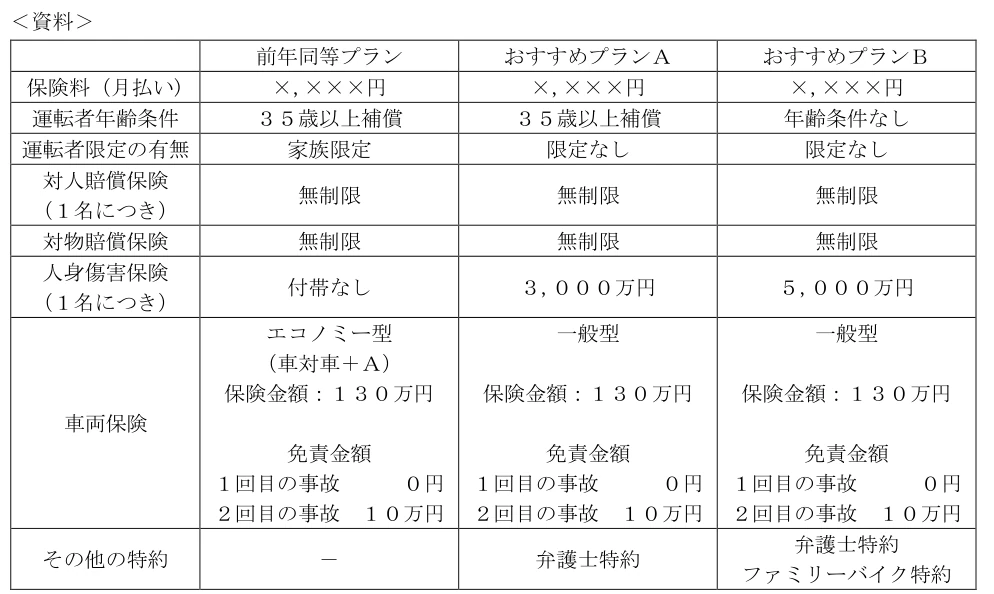 ＜資料＞
前年同等プラン おすすめプランＡ おすすめプランＢ
保険料（月払い） ×,×××円 ×,×××円 ×,×××円
運転者年齢条件 ３５歳以上補償 ３５歳以上補償 年齢条件なし
運転者限定の有無 家族限定 限定なし 限定なし
対人賠償保険
（１名につき） 無制限 無制限 無制限
対物賠償保険 無制限 無制限 無制限
人身傷害保険
（１名につき） 付帯なし ３,０００万円 ５,０００万円
車両保険
エコノミー型 一般型 一般型
（車対車＋Ａ）
保険金額：１３０万円 保険金額：１３０万円 保険金額：１３０万円
免責金額 免責金額 免責金額
１回目の事故 ０円 １回目の事故 ０円 １回目の事故 ０円
２回目の事故 １０万円 ２回目の事故 １０万円 ２回目の事故 １０万円
その他の特約 － 弁護士特約 弁護士特約
ファミリーバイク特約